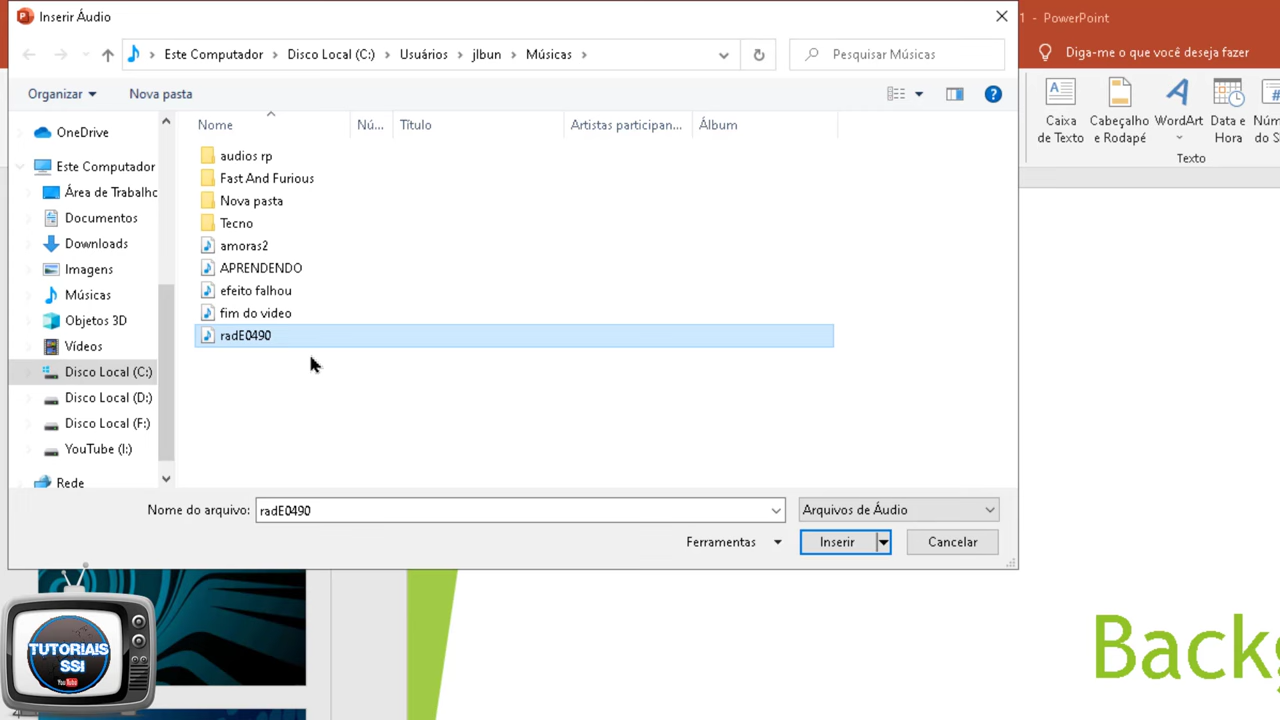 Inserir Áudio
1 - PowerPoint
Este Computador
Disco Local (C:)
Usuários
jlbun
Músicas
Pesquisar Músicas
Diga-me o que você deseja fazer
Organizar
Nova pasta
Caixa
de Texto
Cabeçalho
e Rodapé
WordArt
Data e
Hora
Texto
OneDrive
Este Computador
Área de Trabalho
Documentos
Downloads
Imagens
Músicas
Objetos 3D
Vídeos
Disco Local (C:)
Disco Local (D:)
Disco Local (F:)
YouTube (I:)
Rede
Nome
Nú...
Título
Artistas participan...
Álbum
audios rp
Fast And Furious
Nova pasta
Tecno
amoras2
APRENDENDO
efeito falhou
fim do video
radE0490
Nome do arquivo:
radE0490
Arquivos de Áudio
Ferramentas
Inserir
Cancelar
TUTORIAIS
SSI
YouTube
Back